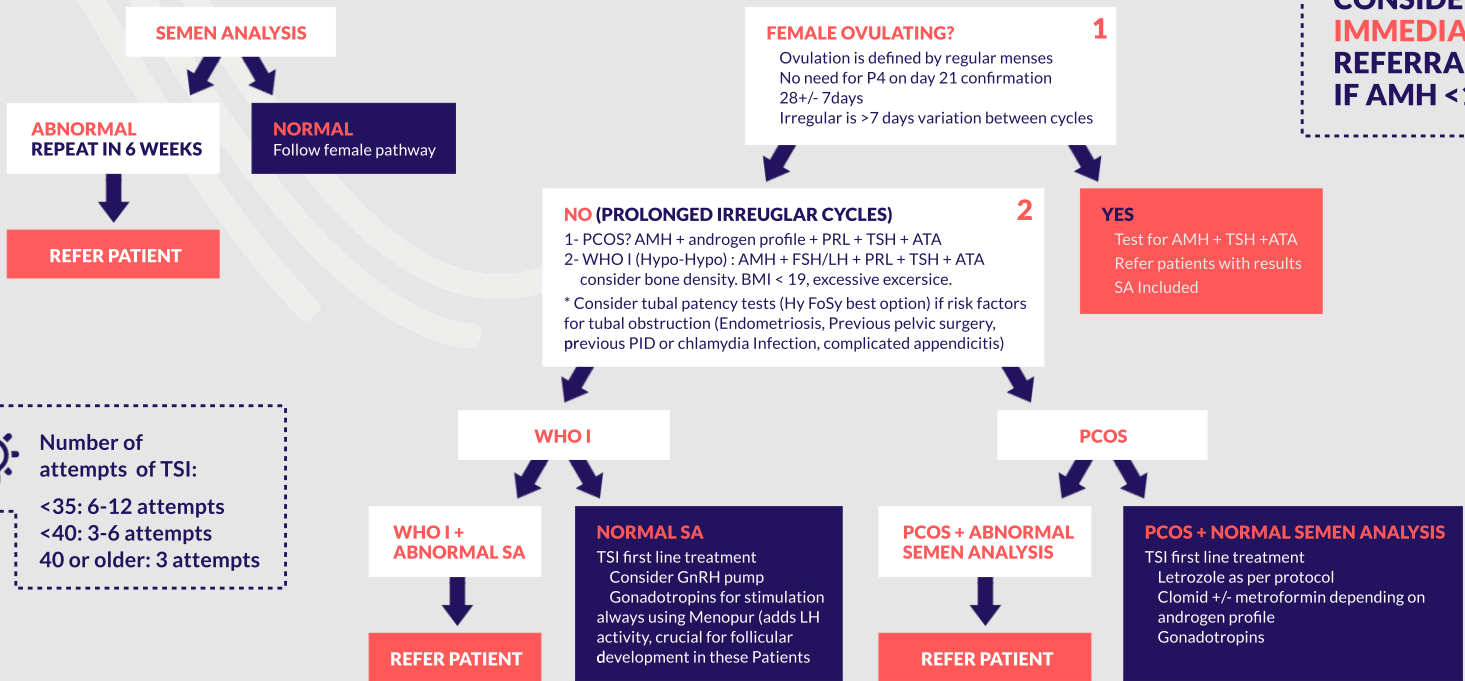 SEMEN ANALYSIS
ABNORMAL
REPEAT IN 6 WEEKS
NORMAL
Follow female pathway
REFER PATIENT
FEMALE OVULATING?
1
Ovulation is defined by regular menses
No need for P4 on day 21 confirmation
28+/- 7days
Irregular is >7 days variation between cycles
IMMEDIA
REFERRA
IF AMH <
NO (PROLONGED IRREUGLAR CYCLES)
2
1- PCOS? AMH + androgen profile + PRL + TSH + ATA
2- WHO I (Hypo-Hypo) : AMH + FSH/LH + PRL + TSH + ATA
consider bone density. BMI < 19, excessive excersice.
* Consider tubal patency tests (Hy FoSy best option) if risk factors
for tubal obstruction (Endometriosis, Previous pelvic surgery,
previous PID or chlamydia Infection, complicated appendicitis)
YES
Test for AMH + TSH +ATA
Refer patients with results
SA Included
Number of
attempts of TSI:
<35: 6-12 attempts
<40: 3-6 attempts
40 or older: 3 attempts
WHO I
PCOS
WHO I +
ABNORMAL SA
REFER PATIENT
NORMAL SA
TSI first line treatment
Consider GnRH pump
Gonadotropins for stimulation
always using Menopur (adds LH
activity, crucial for follicular
development in these Patients
PCOS + ABNORMAL
SEMEN ANALYSIS
REFER PATIENT
PCOS + NORMAL SEMEN ANALYSIS
TSI first line treatment
Letrozole as per protocol
Clomid +/- metroformin depending on
androgen profile
Gonadotropins